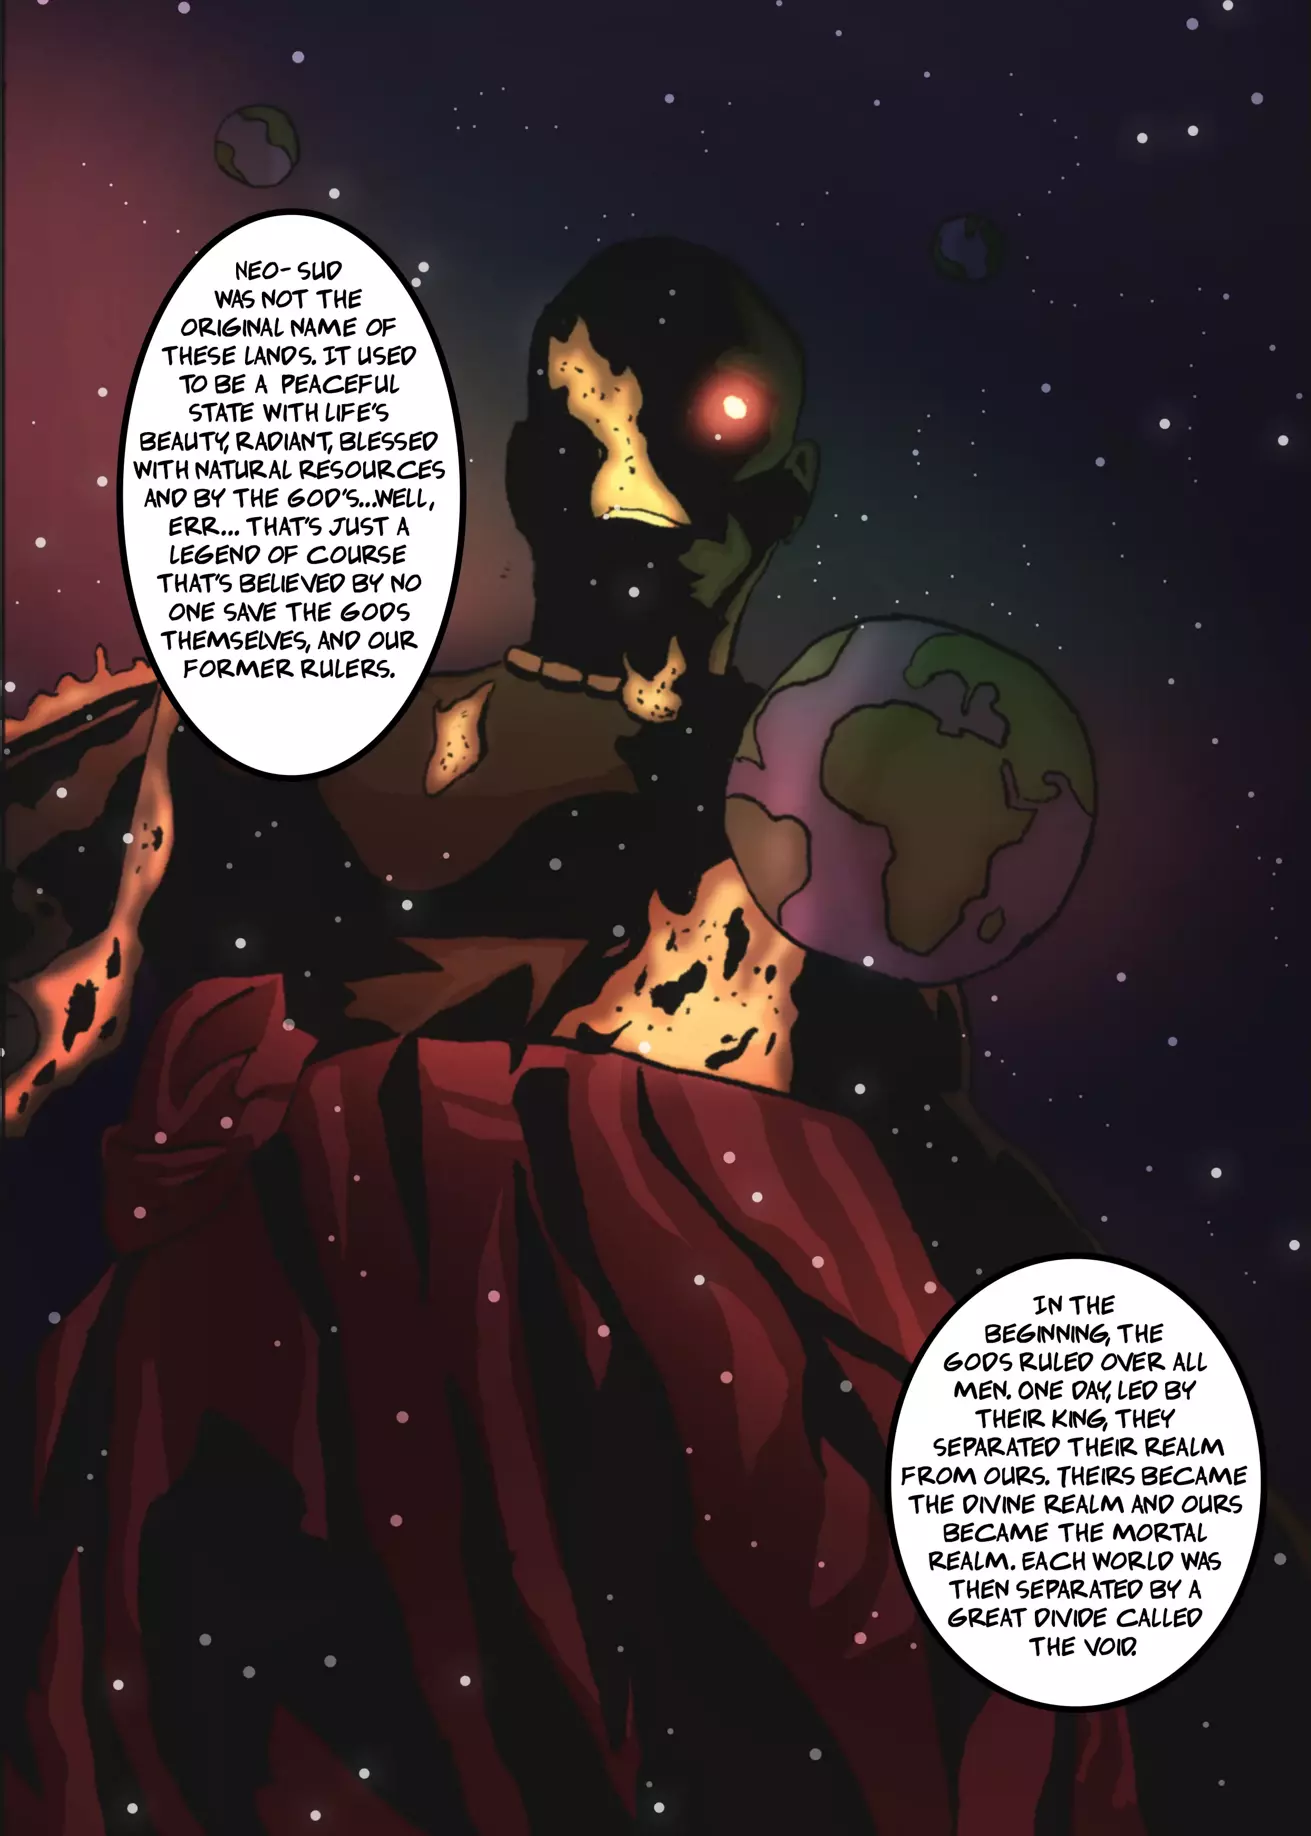 NEO- SUD
WAS NOT THE
ORIGINAL NAME OF
THESE LANDS. IT USED
TO BE A PEACEFUL
STATE WITH LIFE'S
BEAUTY, RADIANT, BLESSED
WITH NATURAL RESOURCES
AND BY THE GOD'S...WELL,
ERR... THAT'S JUST A
LEGEND OF COURSE
THAT'S BELIEVED BY NO
ONE SAVE THE GODS
THEMSELVES, AND OUR
FORMER RULERS.
IN THE
BEGINNING, THE
GODS RULED OVER ALL
MEN. ONE DAY, LED BY
THEIR KING, THEY
SEPARATED THEIR REALM
FROM OURS. THEIRS BECAME
THE DIVINE REALM AND OURS
BECAME THE MORTAL
REALM. EACH WORLD WAS
THEN SEPARATED BY A
GREAT DIVIDE CALLED
THE VOID.